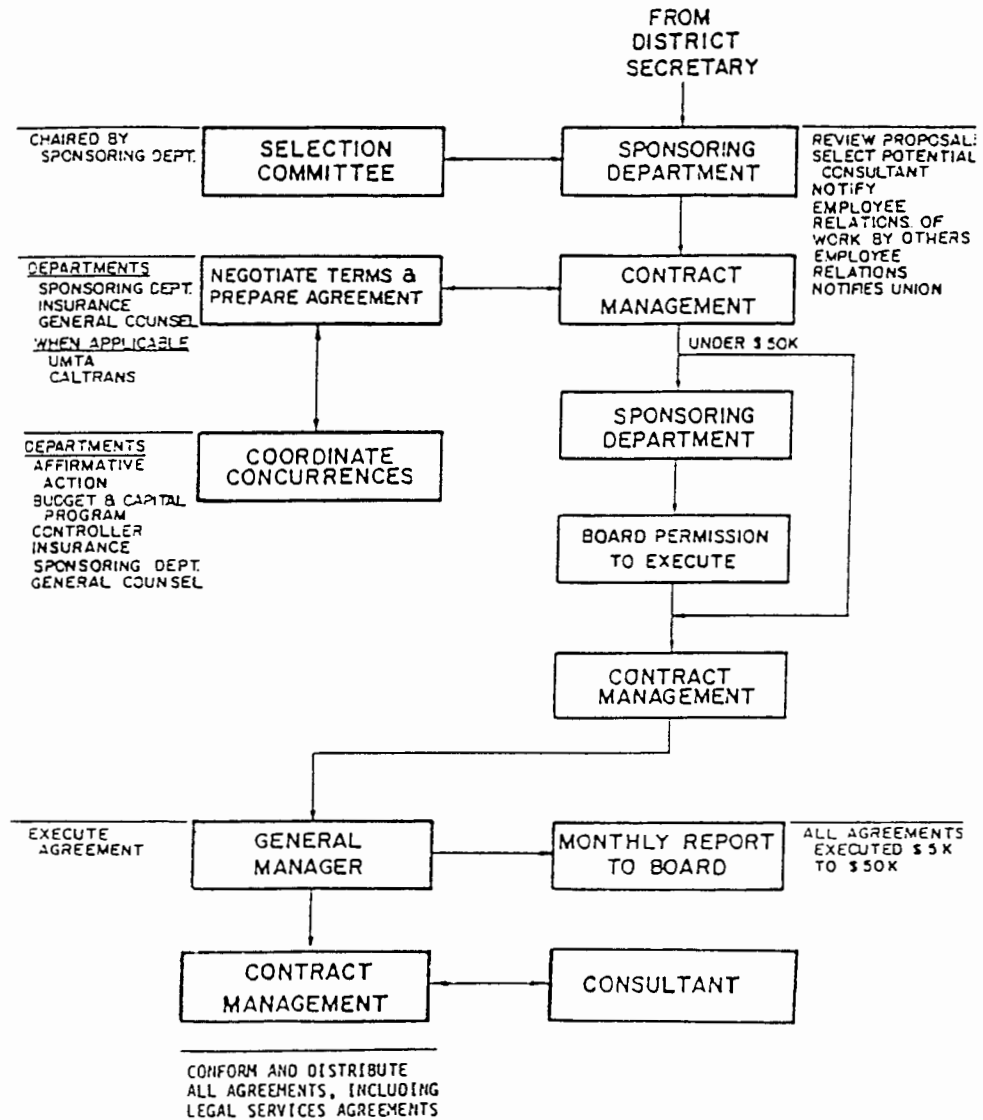 FROM
DISTRICT
SECRETARY
CHAIRED BY
SPONSORING DEPT.
SELECTION
COMMITTEE
SPONSORING
DEPARTMENT
REVIEW PROPOSAL:
SELECT POTENTIAL
CONSULTANT
NOTIFY
EMPLOYEE
RELATIONS OF
WORK BY OTHERS
EMPLOYEE
RELATIONS
NOTIFIES UNION
DEPARTMENTS
SPONSORING DEPT.
INSURANCE
GENERAL COUNSEL
WHEN APPLICABLE
UMTA
CALTRANS
NEGOTIATE TERMS &
PREPARE AGREEMENT
CONTRACT
MANAGEMENT
UNDER $50K
SPONSORING
DEPARTMENT
DEPARTMENTS
AFFIRMATIVE
ACTION
BUDGET & CAPITAL
PROGRAM
CONTROLLER
INSURANCE
SPONSORING DEPT.
GENERAL COUNSEL
COORDINATE
CONCURRENCES
BOARD PERMISSION
TO EXECUTE
CONTRACT
MANAGEMENT
EXECUTE
AGREEMENT
GENERAL
MANAGER
MONTHLY REPORT
TO BOARD
ALL AGREEMENTS
EXECUTED $5K
TO $50K
CONTRACT
MANAGEMENT
CONSULTANT
CONFORM AND DISTRIBUTE
ALL AGREEMENTS, INCLUDING
LEGAL SERVICES AGREEMENTS